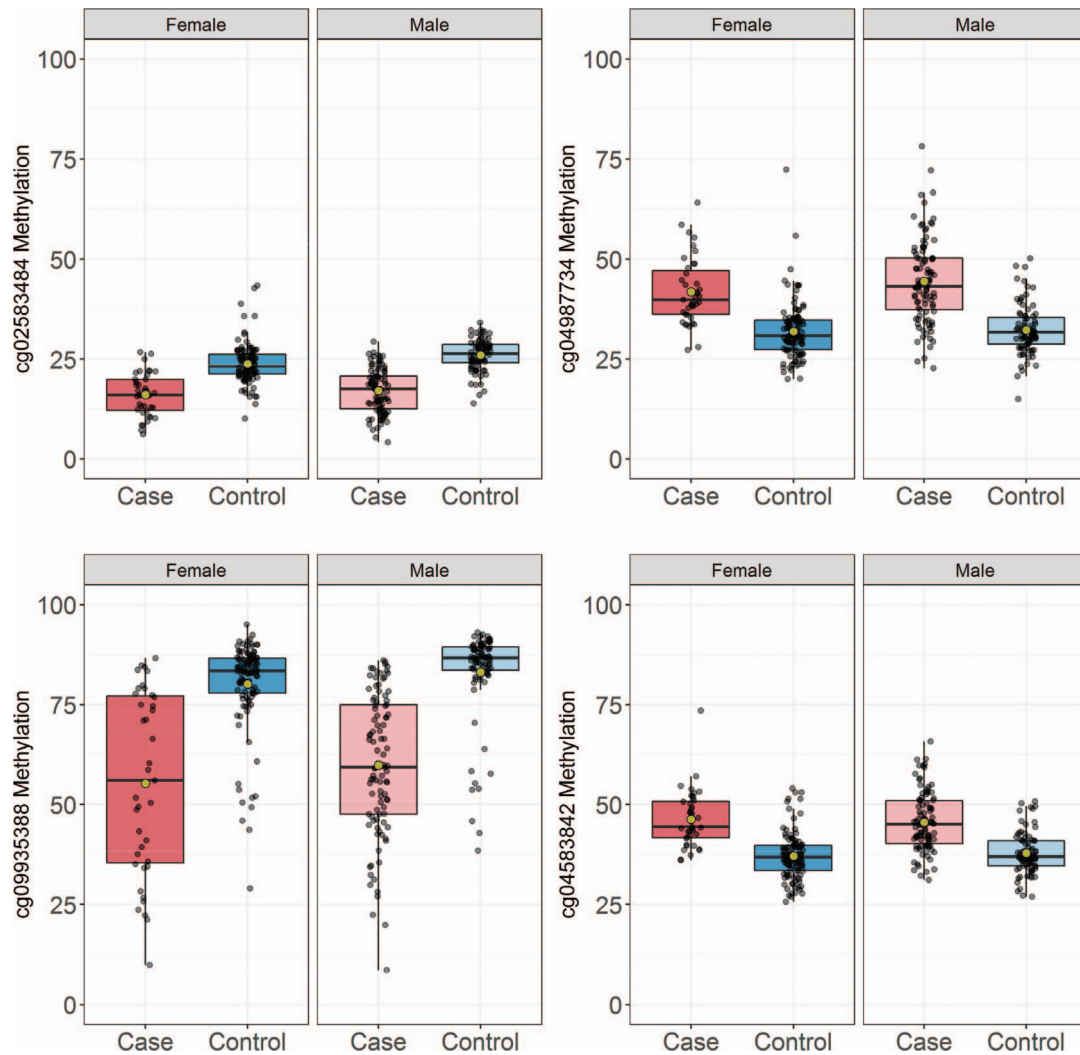 Female Male
100
75
50
25
0
cg02583484 Methylation
Case Control Case Control
Female Male
100
75
50
25
0
cg04987734 Methylation
Case Control Case Control
Female Male
100
75
50
25
0
cg09935388 Methylation
Case Control Case Control
Female Male
100
75
50
25
0
cg04583842 Methylation
Case Control Case Control